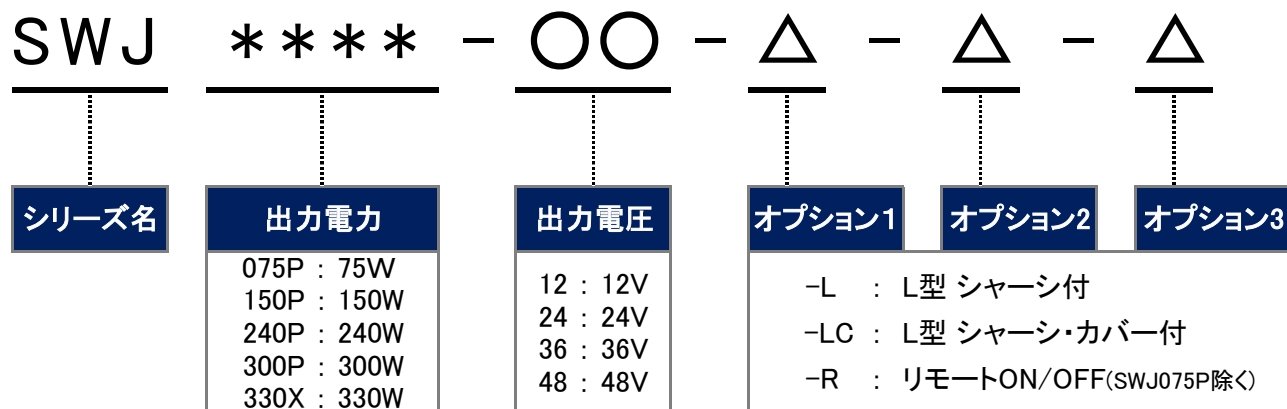 SWJ ＊＊＊＊ - ○○ - △ - △ - △
シリーズ名 出力電力 出力電圧 オプション1 オプション2 オプション3
075P : 75W
150P : 150W
240P : 240W
300P : 300W
330X : 330W
12 : 12V
24 : 24V
36 : 36V
48 : 48V
-L : L型 シャーシ付
-LC : L型 シャーシ・カバー付
-R : リモートON/OFF(SWJ075P除く)